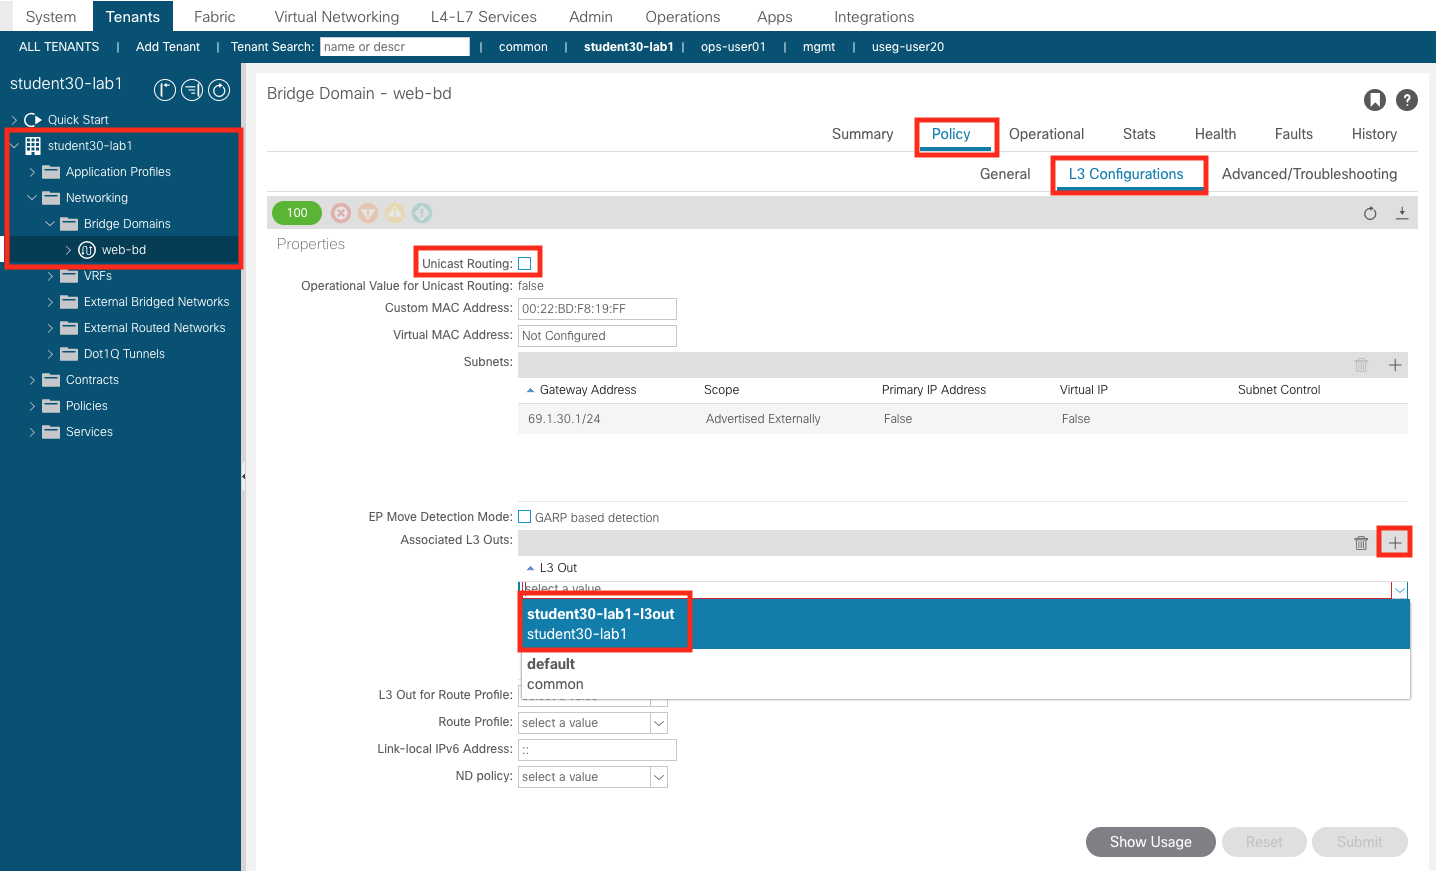 System Tenants Fabric Virtual Networking L4-L7 Services Admin Operations Apps Integrations
ALL TENANTS | Add Tenant | Tenant Search: name or descr | common | student30-lab1 | ops-user01 | mgmt | useg-user20
student30-lab1
Quick Start
student30-lab1
Application Profiles
Networking
Bridge Domains
web-bd
VRFs
External Bridged Networks
External Routed Networks
Dot1Q Tunnels
Contracts
Policies
Services
Bridge Domain - web-bd
Summary Policy Operational Stats Health Faults History
General L3 Configurations Advanced/Troubleshooting
100
Properties
Unicast Routing:
Operational Value for Unicast Routing: false
Custom MAC Address: 00:22:BD:F8:19:FF
Virtual MAC Address: Not Configured
Subnets:
Gateway Address Scope Primary IP Address Virtual IP Subnet Control
69.1.30.1/24 Advertised Externally False False
EP Move Detection Mode: GARP based detection
Associated L3 Outs:
L3 Out
select a value
student30-lab1-l3out
student30-lab1
default
common
L3 Out for Route Profile: select a value
Route Profile: select a value
Link-local IPv6 Address: ::
ND policy: select a value
Show Usage Reset Submit